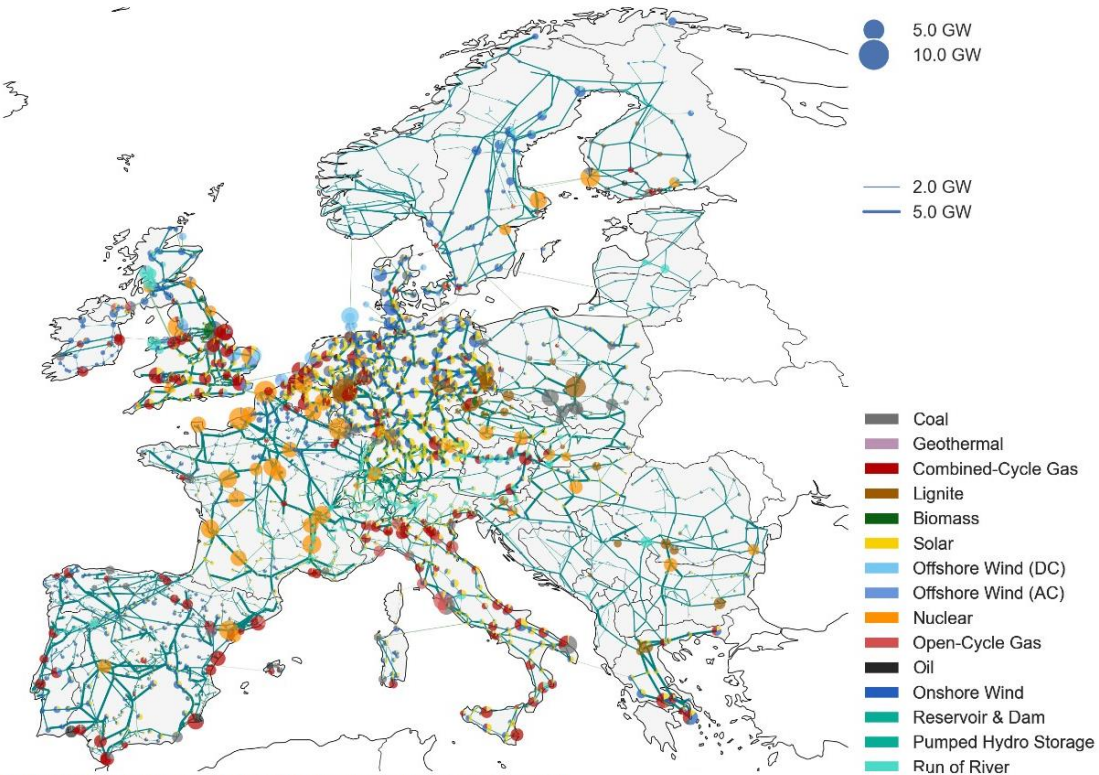 5.0 GW
10.0 GW
2.0 GW
5.0 GW
Coal
Geothermal
Combined-Cycle Gas
Lignite
Biomass
Solar
Offshore Wind (DC)
Offshore Wind (AC)
Nuclear
Open-Cycle Gas
Oil
Onshore Wind
Reservoir & Dam
Pumped Hydro Storage
Run of River